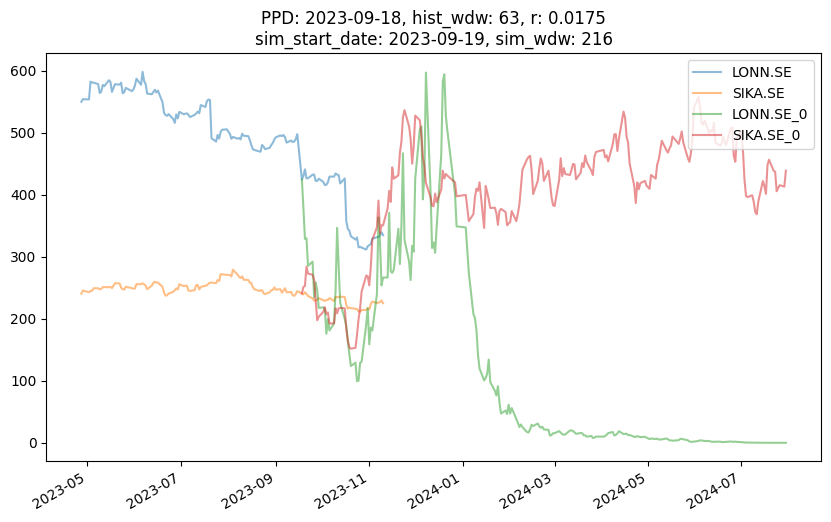 PPD: 2023-09-18, hist_wdw: 63, r: 0.0175
sim_start_date: 2023-09-19, sim_wdw: 216
LONN.SE
SIKA.SE
LONN.SE_0
SIKA.SE_0
600
500
400
300
200
100
0
2023-05
2023-07
2023-09
2023-11
2024-01
2024-03
2024-05
2024-07